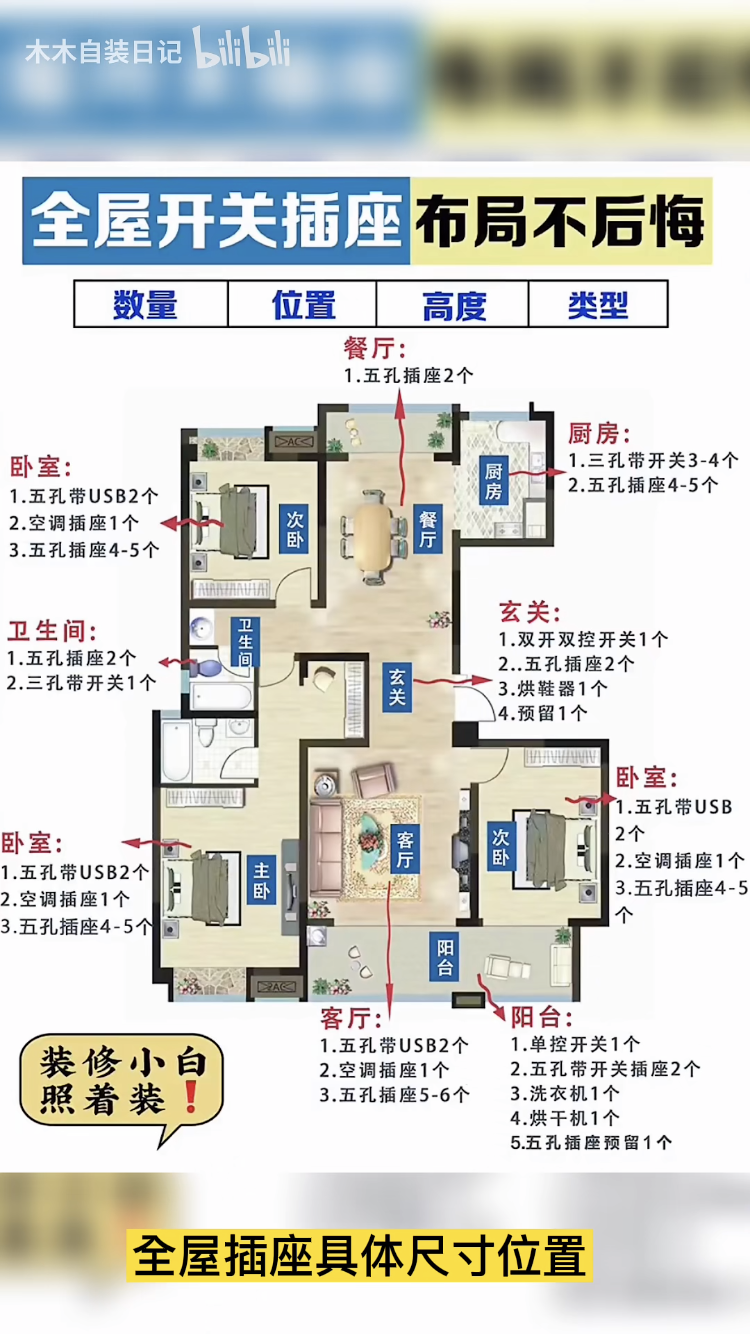 木木自装日记 bilibili
全屋开关插座 布局不后悔
数量 位置 高度 类型
餐厅:
1.五孔插座2个
厨房:
1.三孔带开关3-4个
2.五孔插座4-5个
卧室:
1.五孔带USB2个
2.空调插座1个
3.五孔插座4-5个
AC
次卧
餐厅
厨房
卫生间:
1.五孔插座2个
2.三孔带开关1个
卫生间
玄关
玄关:
1.双开双控开关1个
2..五孔插座2个
3.烘鞋器1个
4.预留1个
卧室:
1.五孔带USB
2个
2.空调插座1个
3.五孔插座4-5
个
卧室:
1.五孔带USB2个
2.空调插座1个
3.五孔插座4-5个
主卧
客厅
次卧
阳台
AC
客厅:
1.五孔带USB2个
2.空调插座1个
3.五孔插座5-6个
阳台:
1.单控开关1个
2.五孔带开关插座2个
3.洗衣机1个
4.烘干机1个
5.五孔插座预留1个
装修小白
照着装❗
全屋插座具体尺寸位置